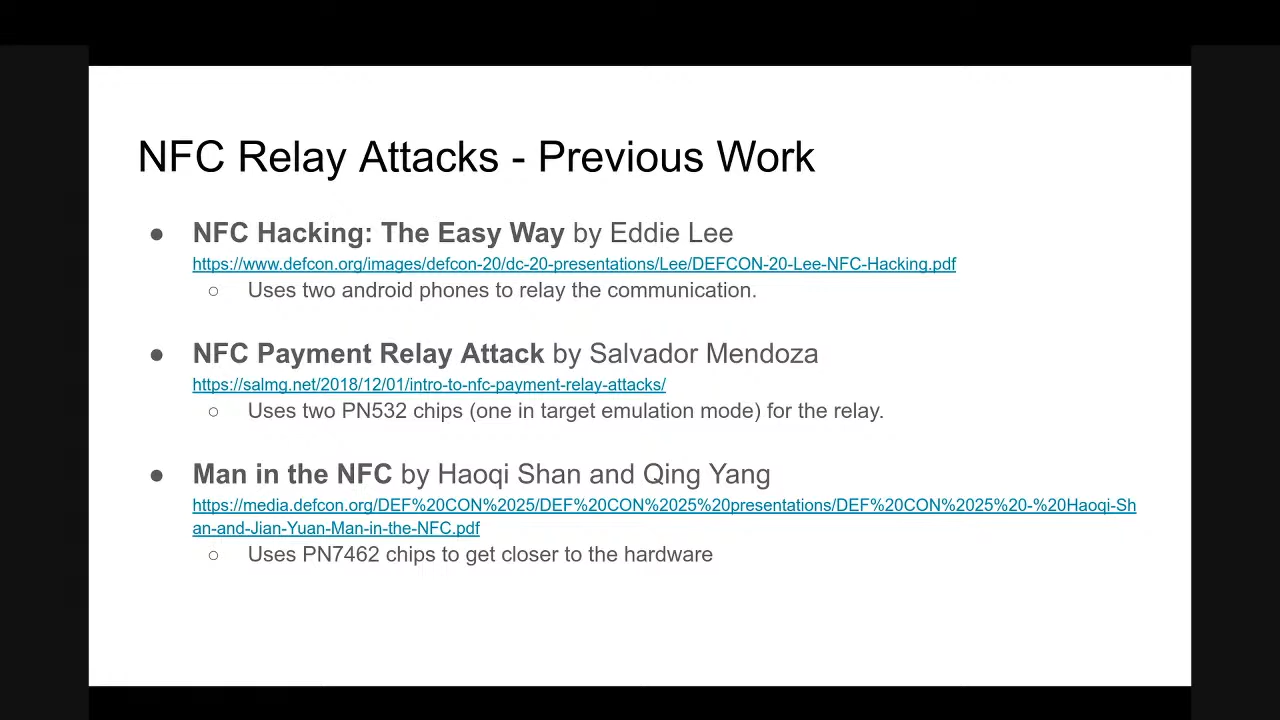 NFC Relay Attacks - Previous Work
● NFC Hacking: The Easy Way by Eddie Lee
https://www.defcon.org/images/defcon-20/dc-20-presentations/Lee/DEFCON-20-Lee-NFC-Hacking.pdf
○ Uses two android phones to relay the communication.
● NFC Payment Relay Attack by Salvador Mendoza
https://salmg.net/2018/12/01/intro-to-nfc-payment-relay-attacks/
○ Uses two PN532 chips (one in target emulation mode) for the relay.
● Man in the NFC by Haoqi Shan and Qing Yang
https://media.defcon.org/DEF%20CON%2025/DEF%20CON%2025%20presentations/DEF%20CON%2025%20-%20Haoqi-Sh
an-and-Jian-Yuan-Man-in-the-NFC.pdf
○ Uses PN7462 chips to get closer to the hardware